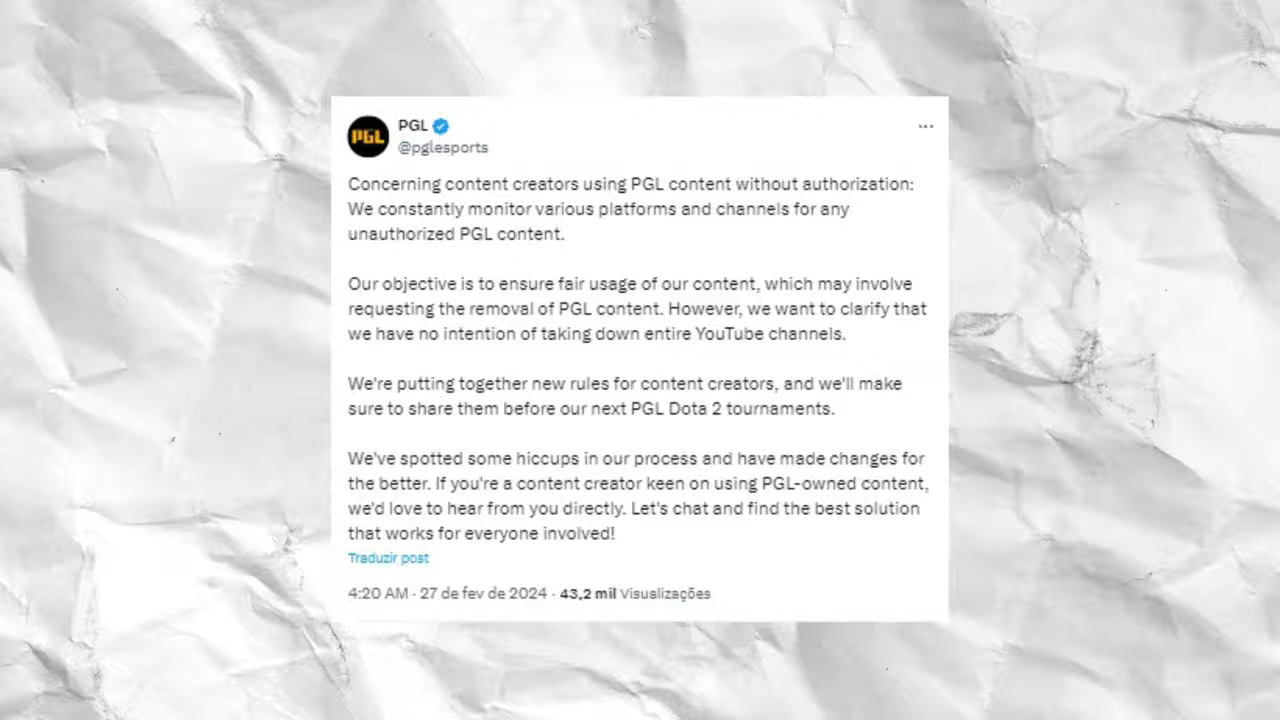 PGL
PGL
@pglesports
Concerning content creators using PGL content without authorization:
We constantly monitor various platforms and channels for any
unauthorized PGL content.
Our objective is to ensure fair usage of our content, which may involve
requesting the removal of PGL content. However, we want to clarify that
we have no intention of taking down entire YouTube channels.
We're putting together new rules for content creators, and we'll make
sure to share them before our next PGL Dota 2 tournaments.
We've spotted some hiccups in our process and have made changes for
the better. If you're a content creator keen on using PGL-owned content,
we'd love to hear from you directly. Let's chat and find the best solution
that works for everyone involved!
Traduzir post
4:20 AM · 27 de fev de 2024 · 43,2 mil Visualizações